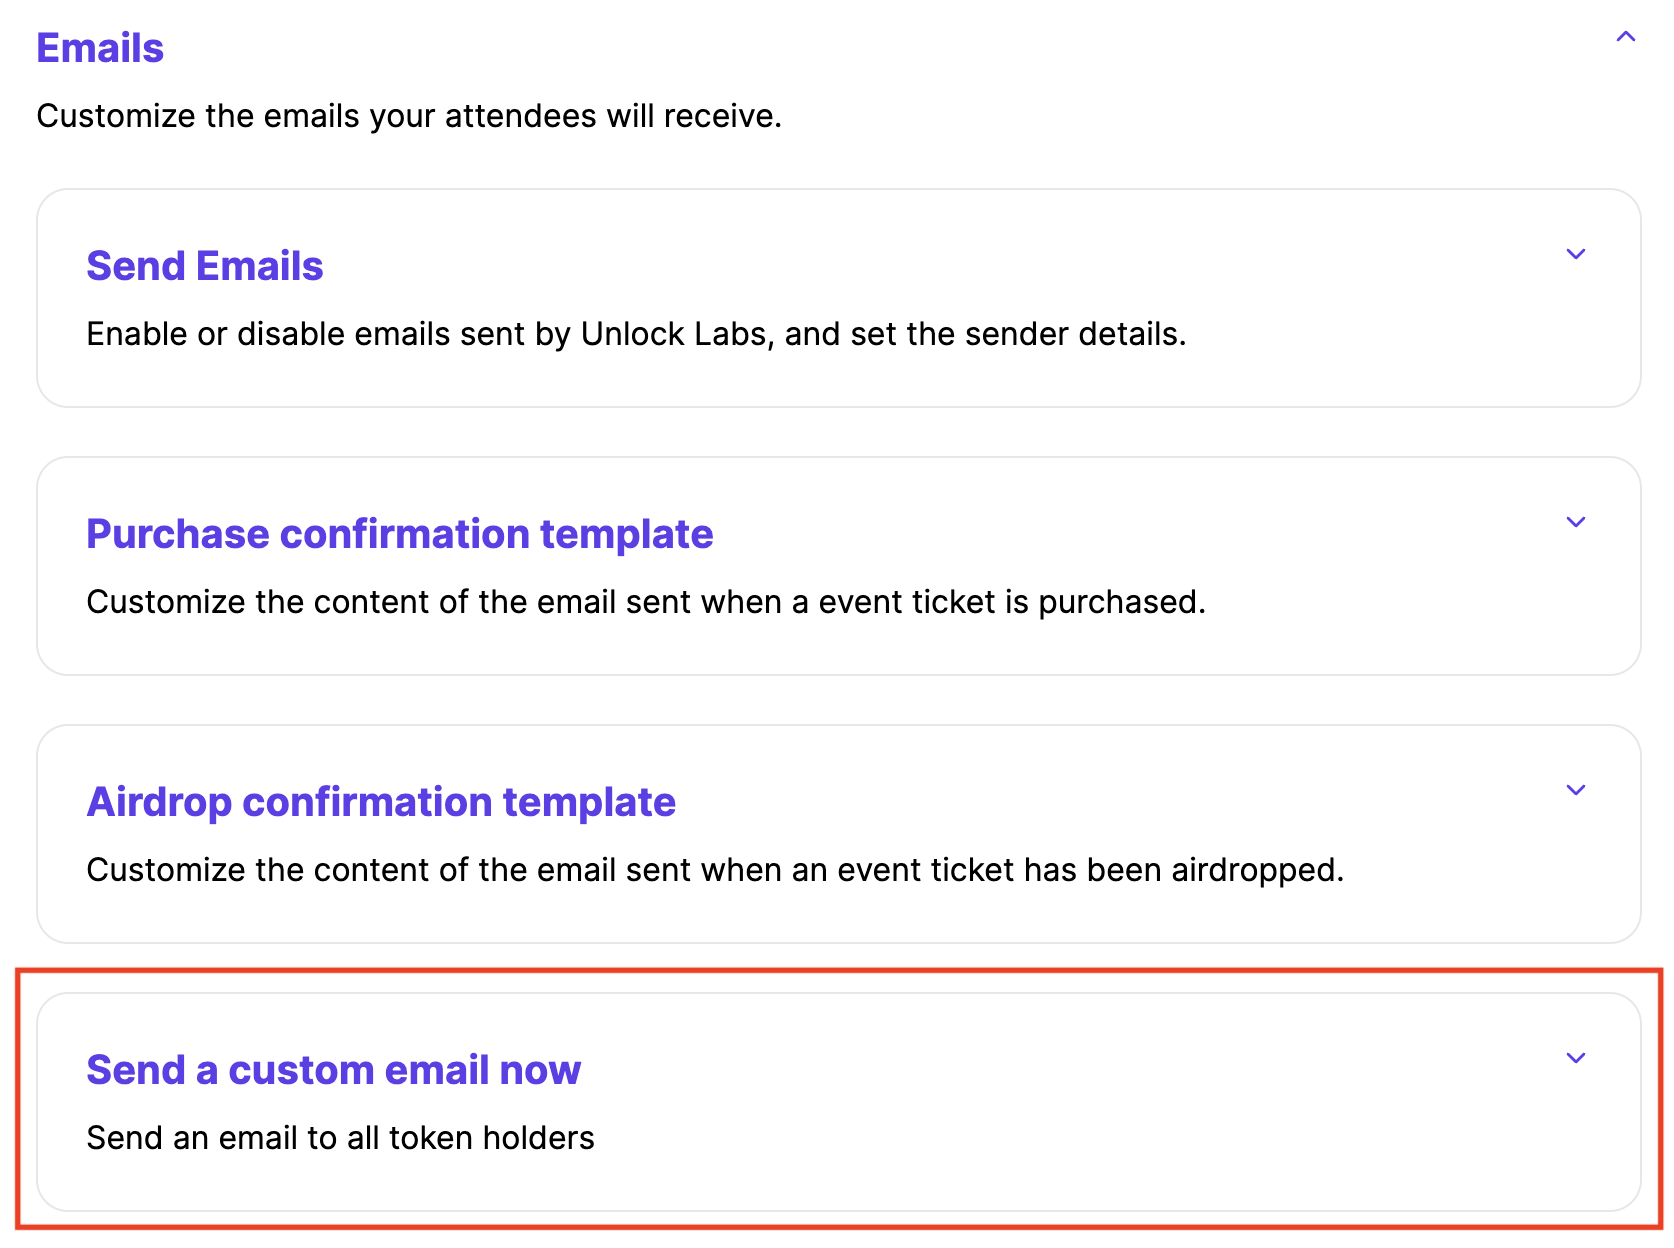 Emails
Customize the emails your attendees will receive.
Send Emails
Enable or disable emails sent by Unlock Labs, and set the sender details.
Purchase confirmation template
Customize the content of the email sent when a event ticket is purchased.
Airdrop confirmation template
Customize the content of the email sent when an event ticket has been airdropped.
Send a custom email now
Send an email to all token holders